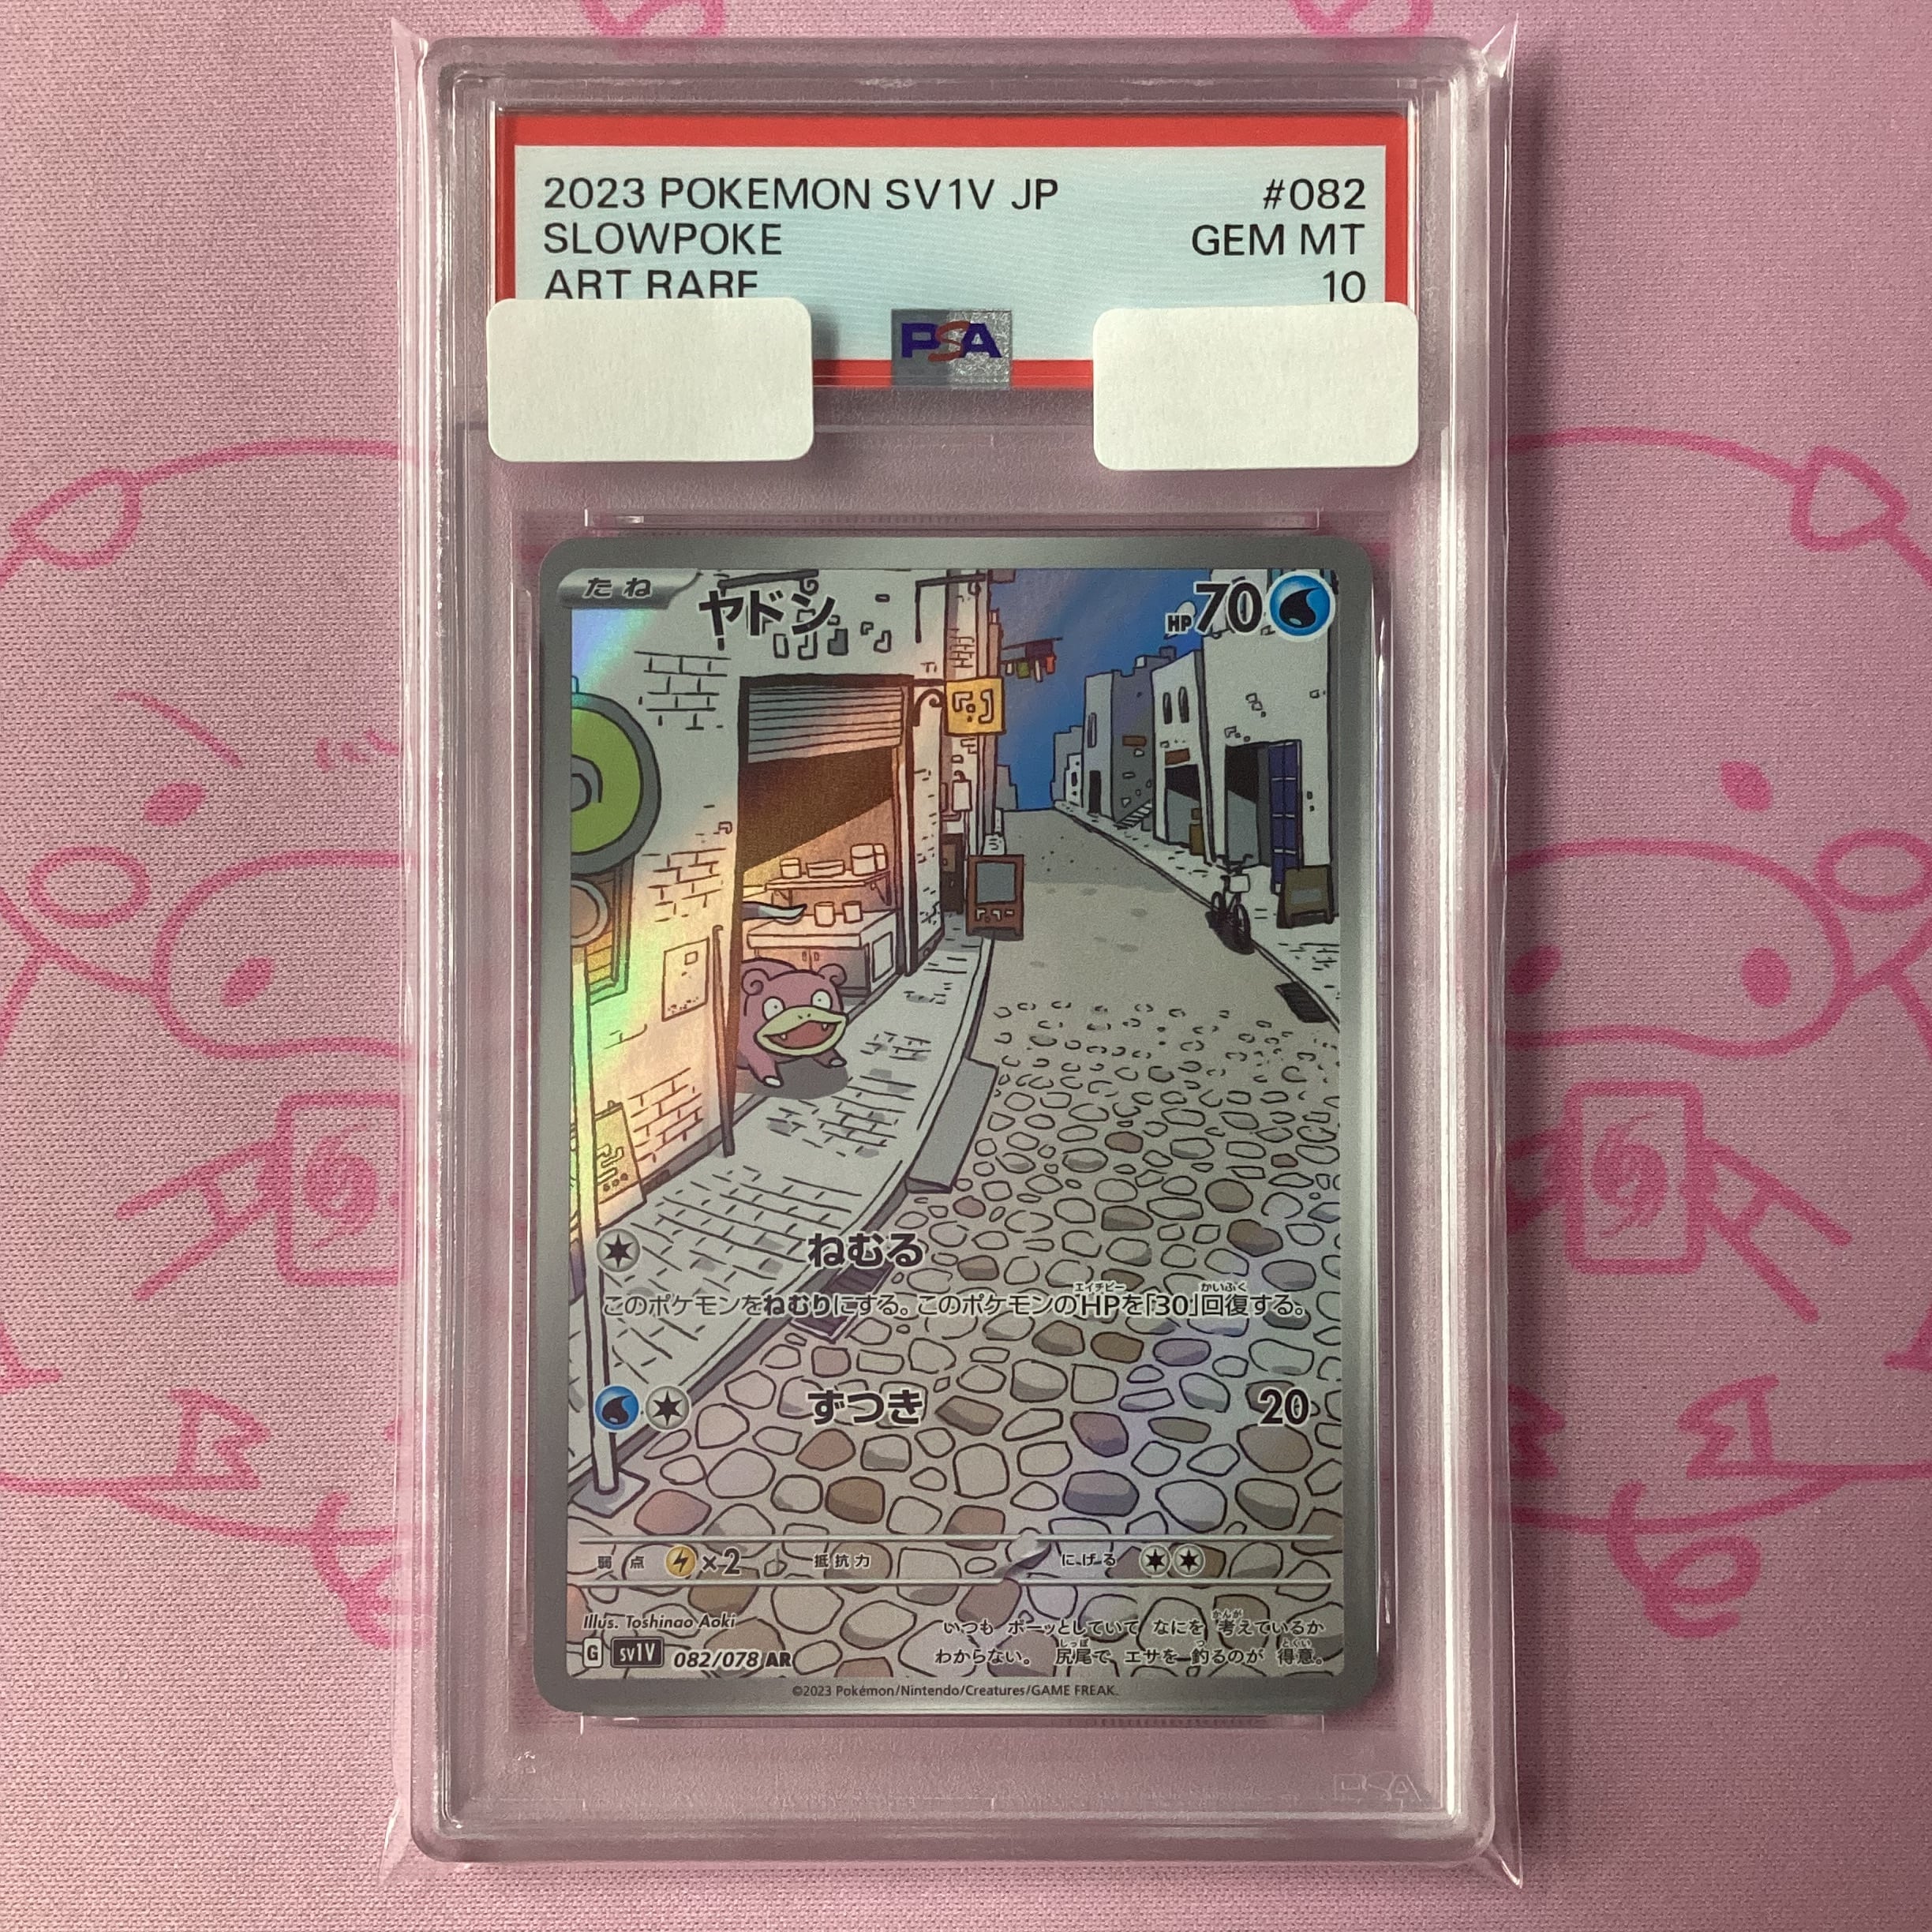 2023 POKEMON SV1V JP #082
SLOWPOKE GEM MT
ART RARE 10
PSA
たね ヤドン HP70
ねむる
このポケモンをねむりにする。このポケモンのHPを「30」回復する。
ずつき 20
弱点 ×2 抵抗力 にげる
Illus. Toshinao Aoki
いつも ボーッとしていて なにを 考えているか
わからない。 尻尾で エサを 釣るのが 得意。
G sv1V 082/078 AR
©2023 Pokémon/Nintendo/Creatures/GAME FREAK.
PSA